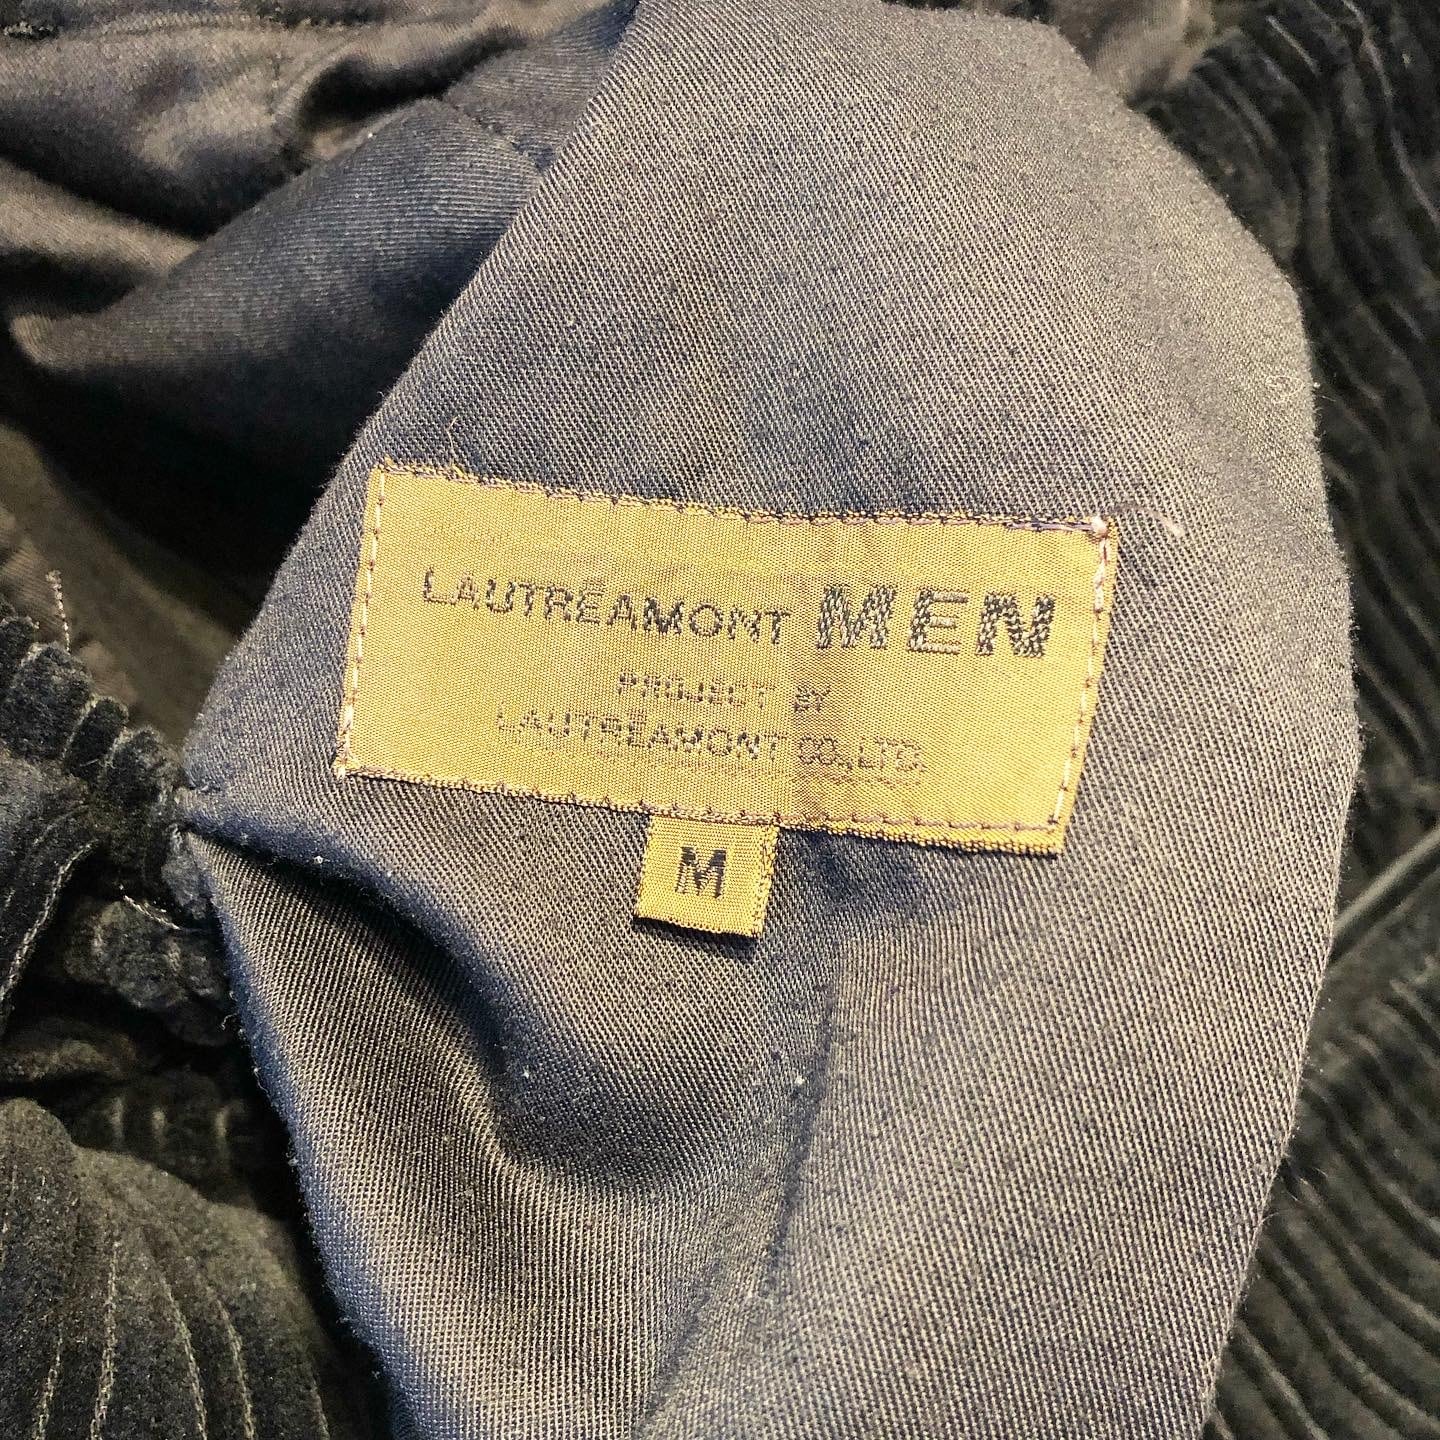 LAUTRÉAMONT MEN
PROJECT BY
LAUTRÉAMONT CO.,LTD.
M